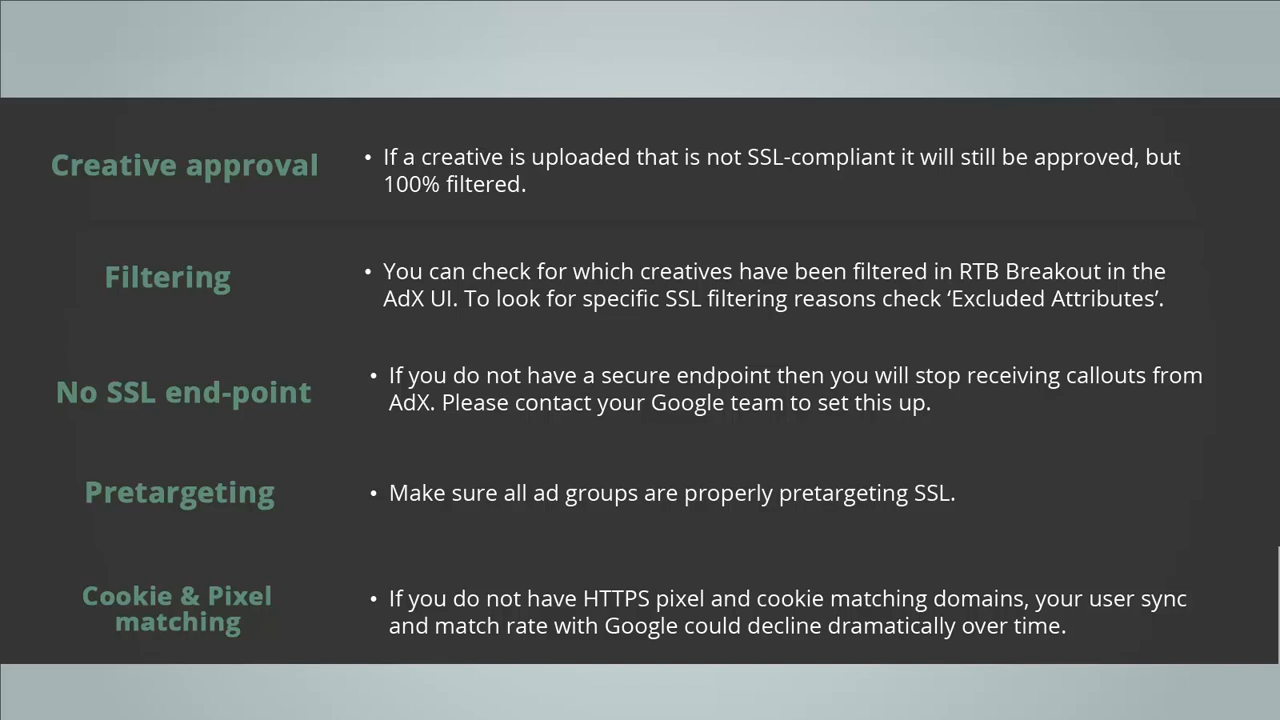 Creative approval
• If a creative is uploaded that is not SSL-compliant it will still be approved, but
100% filtered.
Filtering
• You can check for which creatives have been filtered in RTB Breakout in the
AdX UI. To look for specific SSL filtering reasons check ‘Excluded Attributes’.
No SSL end-point
• If you do not have a secure endpoint then you will stop receiving callouts from
AdX. Please contact your Google team to set this up.
Pretargeting
• Make sure all ad groups are properly pretargeting SSL.
Cookie & Pixel
matching
• If you do not have HTTPS pixel and cookie matching domains, your user sync
and match rate with Google could decline dramatically over time.